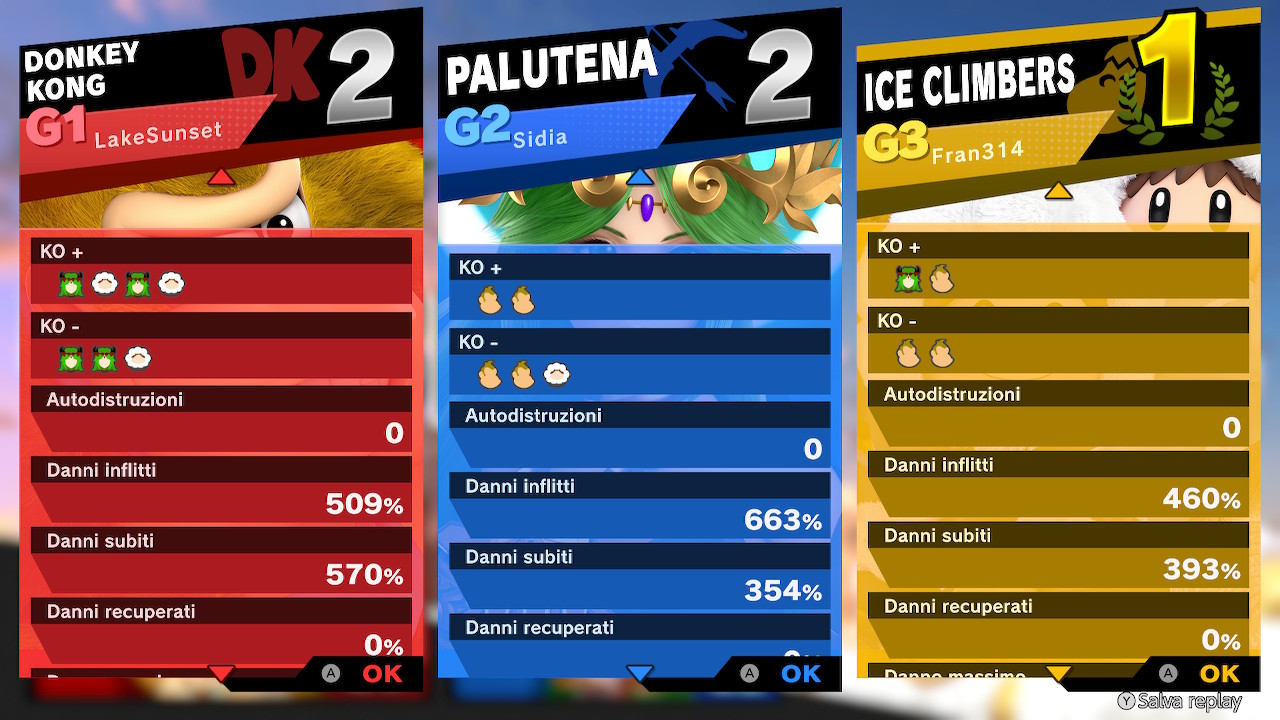 DONKEY
KONG
DK
2
G1 LakeSunset
KO +
KO -
Autodistruzioni
0
Danni inflitti
509%
Danni subiti
570%
Danni recuperati
0%
A OK
PALUTENA
2
G2 Sidia
KO +
KO -
Autodistruzioni
0
Danni inflitti
663%
Danni subiti
354%
Danni recuperati
A OK
ICE CLIMBERS
1
G3 Fran314
KO +
KO -
Autodistruzioni
0
Danni inflitti
460%
Danni subiti
393%
Danni recuperati
0%
Danno massimo
A OK
Y Salva replay